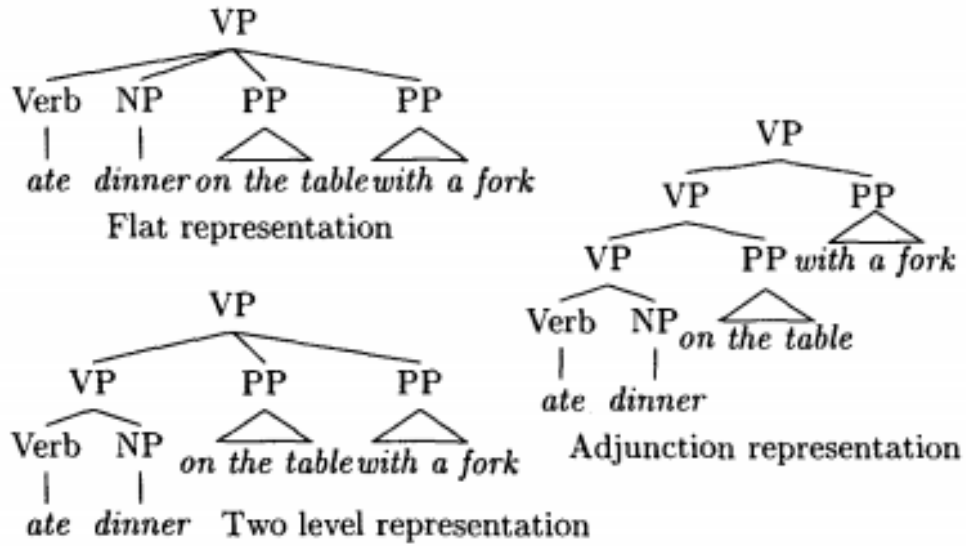 VP
Verb NP PP PP
ate dinner on the table with a fork
Flat representation
VP
VP PP PP
Verb NP on the table with a fork
ate dinner Two level representation
VP
VP PP
VP PP with a fork
Verb NP on the table
ate dinner
Adjunction representation